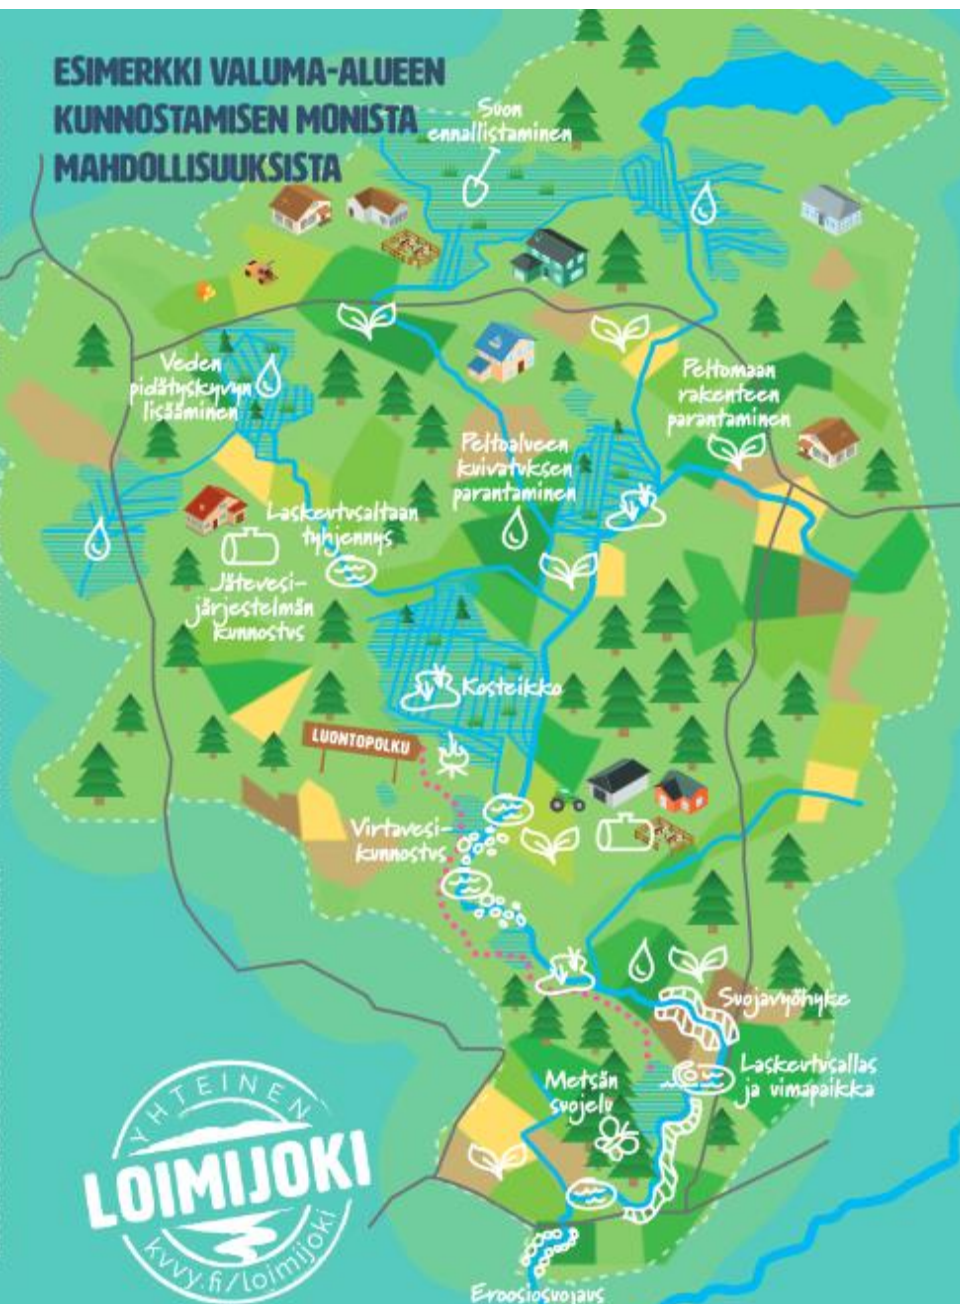 ESIMERKKI VALUMA-ALUEEN
KUNNOSTAMISEN MONISTA
MAHDOLLISUUKSISTA
Suon
ennallistaminen
Veden
pidätyskyvyn
lisääminen
Peltomaan
rakenteen
parantaminen
Peltoalueen
kuivatuksen
parantaminen
Laskeutusaltaan
tyhjennys
Jätevesi-
järjestelmän
kunnostus
Kosteikko
LUONTOPOLKU
Virtavesi-
kunnostus
Suojavyöhyke
Laskeutusallas
ja uimapaikka
Metsän
suojelu
Eroosiosuojaus
YHTEINEN
LOIMIJOKI
kvvy.fi/loimijoki